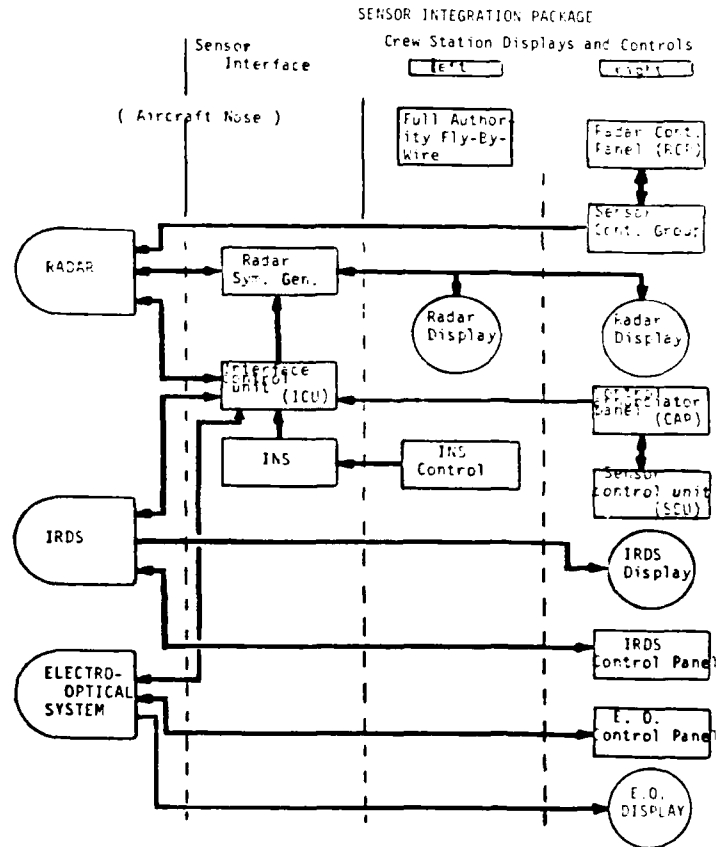 SENSOR INTEGRATION PACKAGE
Sensor
Interface
Crew Station Displays and Controls
Left
Right
( Aircraft Nose )
Full Author-
ity Fly-By-
Wire
Radar Cont.
Panel (RCP)
Sensor
Cont. Group
RADAR
Radar
Sym. Gen.
Radar
Display
Radar
Display
Interface
Control
unit
(ICU)
Control
Annunciator
Panel
(CAP)
INS
INS
Control
Sensor
Control unit
(SCU)
IRDS
IRDS
Display
IRDS
Control Panel
ELECTRO-
OPTICAL
SYSTEM
E. O.
Control Panel
E.O.
DISPLAY